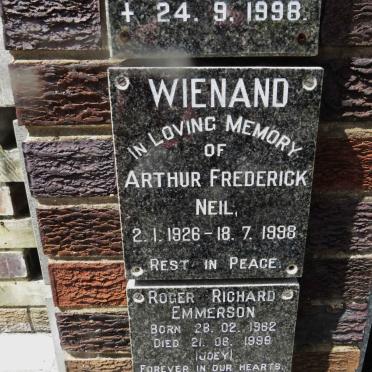 + 24. 9. 1998.
WIENAND
IN LOVING MEMORY
OF
ARTHUR FREDERICK
NEIL.
2. 1. 1926 – 18. 7. 1998
REST IN PEACE.
ROGER RICHARD
EMMERSON
BORN 28. 02. 1962
DIED 21. 08. 1998
(JOEY)
FOREVER IN OUR HEARTS.